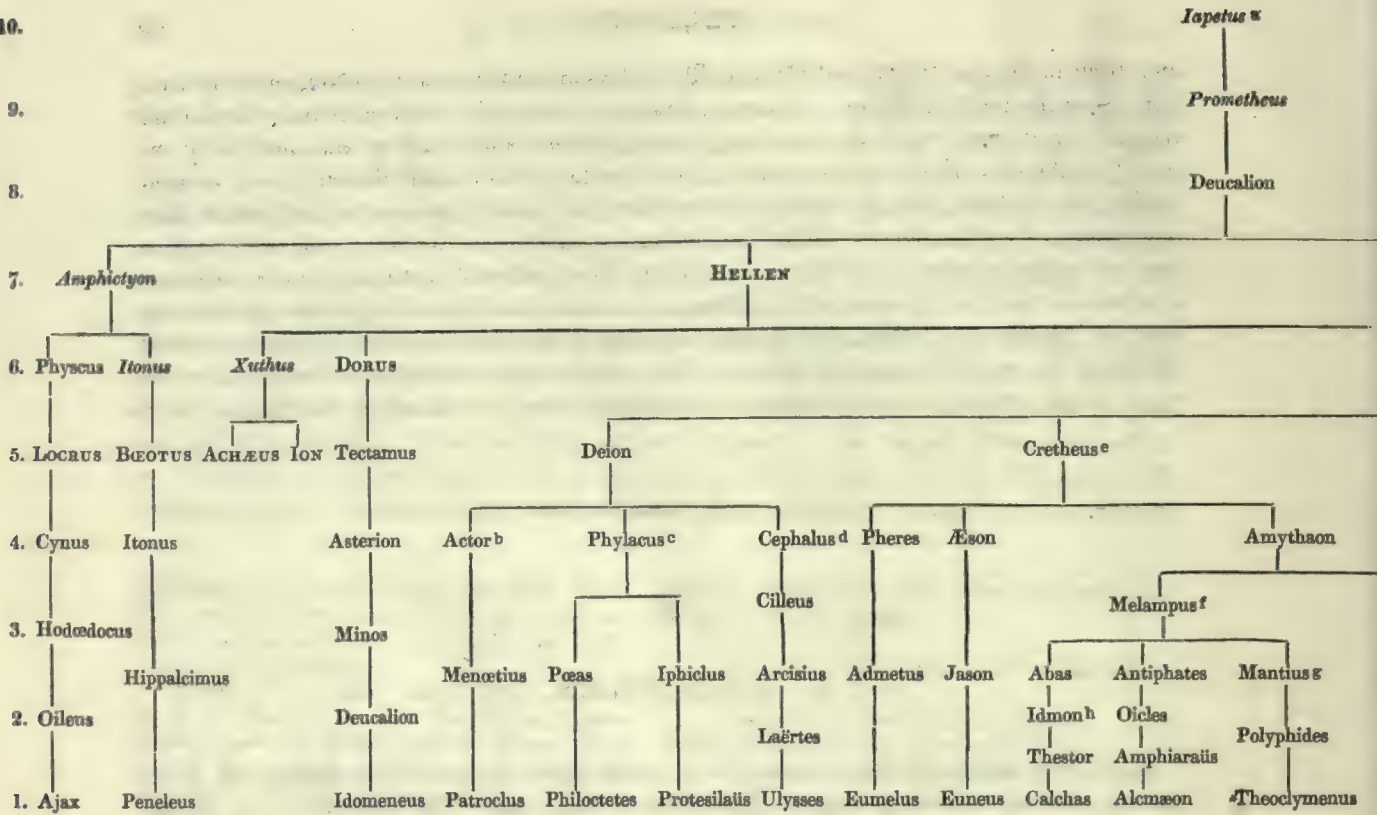 10. Iapetus a
9. Prometheus
8. Deucalion
7. Amphictyon HELLEN
6. Physcus Itonus Xuthus DORUS
5. LOCRUS BŒOTUS ACHÆUS ION Tectamus Deïon Cretheus e
4. Cynus Itonus Asterion Actor b Phylacus c Cephalus d Pheres Æson Amythaon
Cilleus Melampus f
3. Hodœdocus Minos
Hippalcimus Menœtius Pœas Iphiclus Arcisius Admetus Jason Abas Antiphates Mantius g
2. Oileus Deucalion Idmon h Oicles
Laërtes Polyphides
Thestor Amphiaraüs
1. Ajax Peneleus Idomeneus Patroclus Philoctetes Protesilaüs Ulysses Eumelus Euneus Calchas Alcmæon Theoclymenus